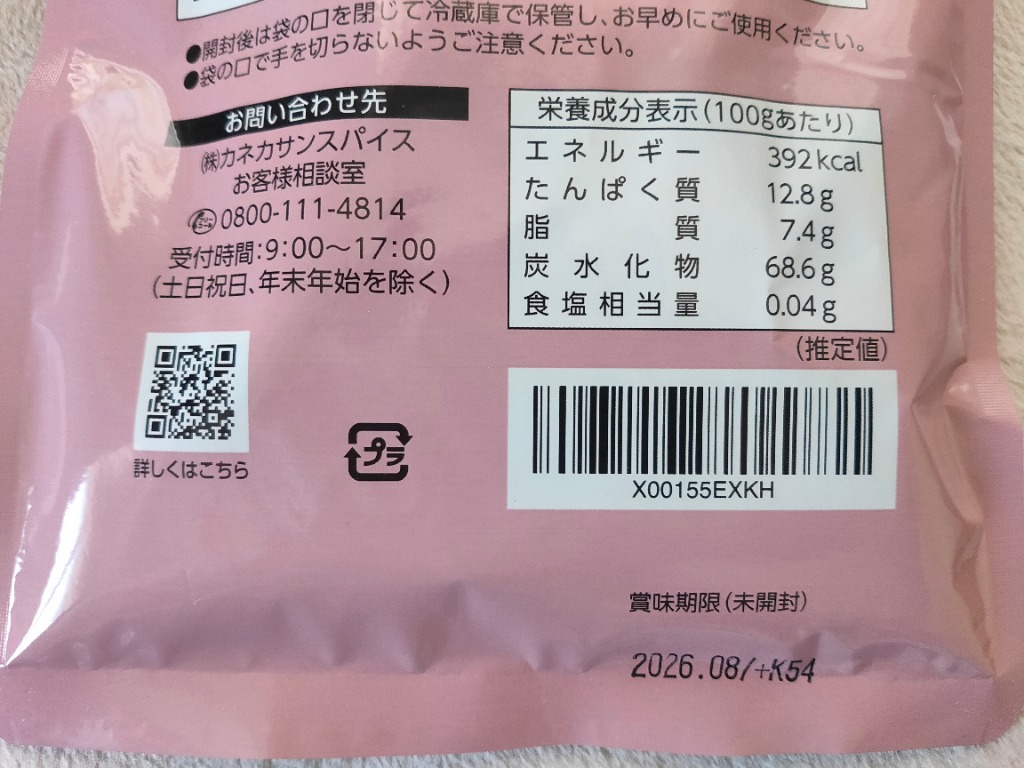 ●開封後は袋の口を閉じて冷蔵庫で保管し、お早めにご使用ください。
●袋の口で手を切らないようご注意ください。
お問い合わせ先
㈱カネカサンスパイス
お客様相談室
0800-111-4814
受付時間:9:00〜17:00
(土日祝日、年末年始を除く)
詳しくはこちら
プラ
栄養成分表示(100gあたり)
エネルギー 392kcal
たんぱく質 12.8g
脂質 7.4g
炭水化物 68.6g
食塩相当量 0.04g
(推定値)
X00155EXKH
賞味期限(未開封)
2026.08/+K54